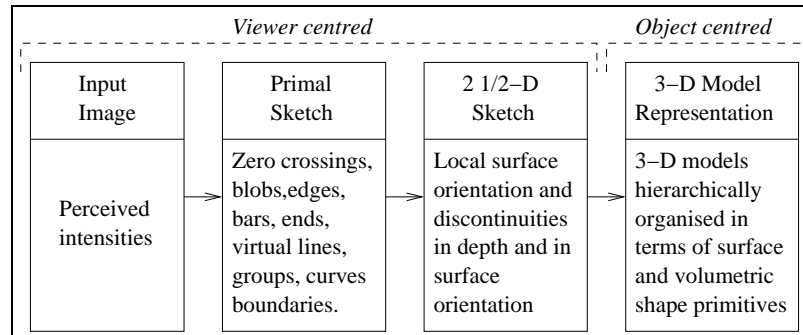 Viewer centred
Object centred
Input
Image
Perceived
intensities
Primal
Sketch
Zero crossings,
blobs,edges,
bars, ends,
virtual lines,
groups, curves
boundaries.
2 1/2–D
Sketch
Local surface
orientation and
discontinuities
in depth and in
surface
orientation
3–D Model
Representation
3–D models
hierarchically
organised in
terms of surface
and volumetric
shape primitives